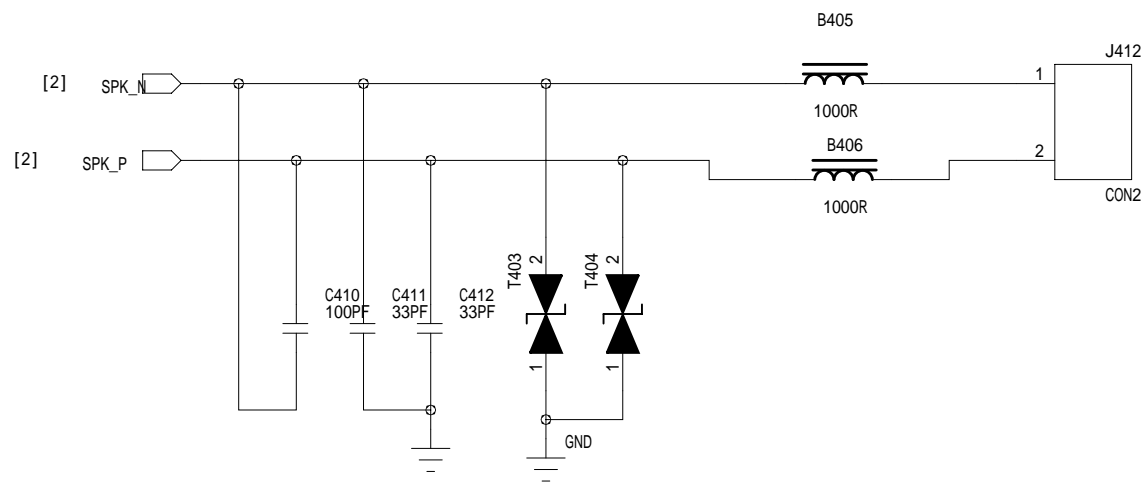 B405
J412
[2] SPK_N
1
1000R
B406
[2] SPK_P
2
1000R
CON2
T403
2
T404
2
C410
100PF
C411
33PF
C412
33PF
1
1
GND